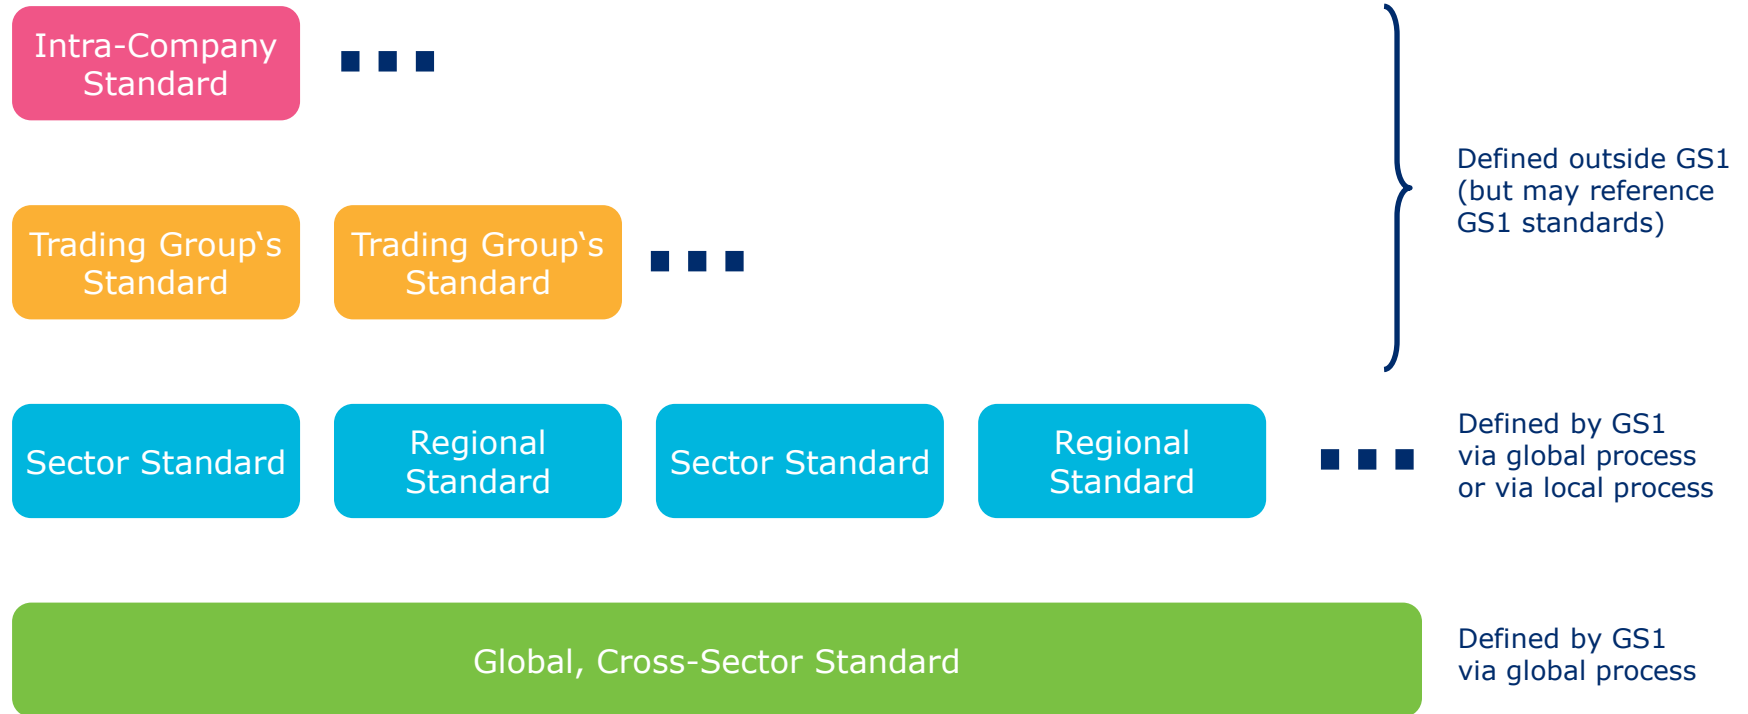 Intra-Company
Standard
Defined outside GS1
(but may reference
GS1 standards)
Trading Group‘s
Standard
Trading Group‘s
Standard
Sector Standard
Regional
Standard
Sector Standard
Regional
Standard
Defined by GS1
via global process
or via local process
Global, Cross-Sector Standard
Defined by GS1
via global process